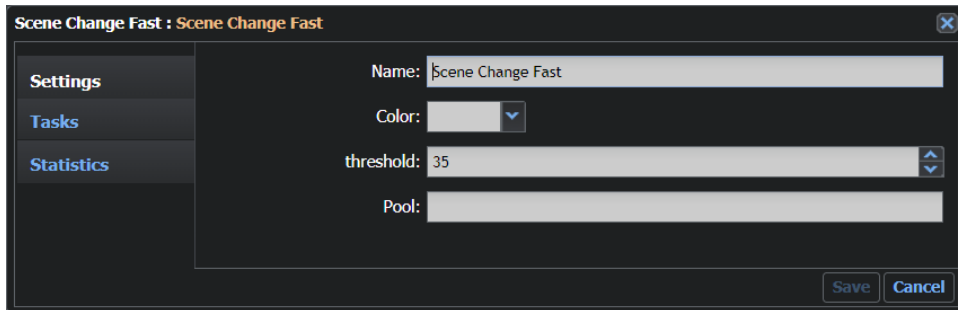 Scene Change Fast : Scene Change Fast
Settings
Tasks
Statistics
Name: Scene Change Fast
Color:
threshold: 35
Pool:
Save Cancel